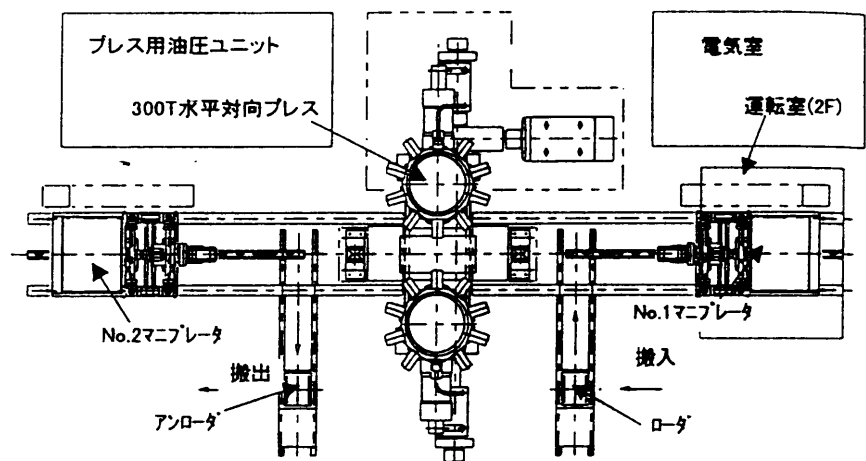 プレス用油圧ユニット
電気室
300T水平対向プレス
運転室(2F)
No.2マニプレータ
No.1マニプレータ
搬出
搬入
アンローダ
ローダ